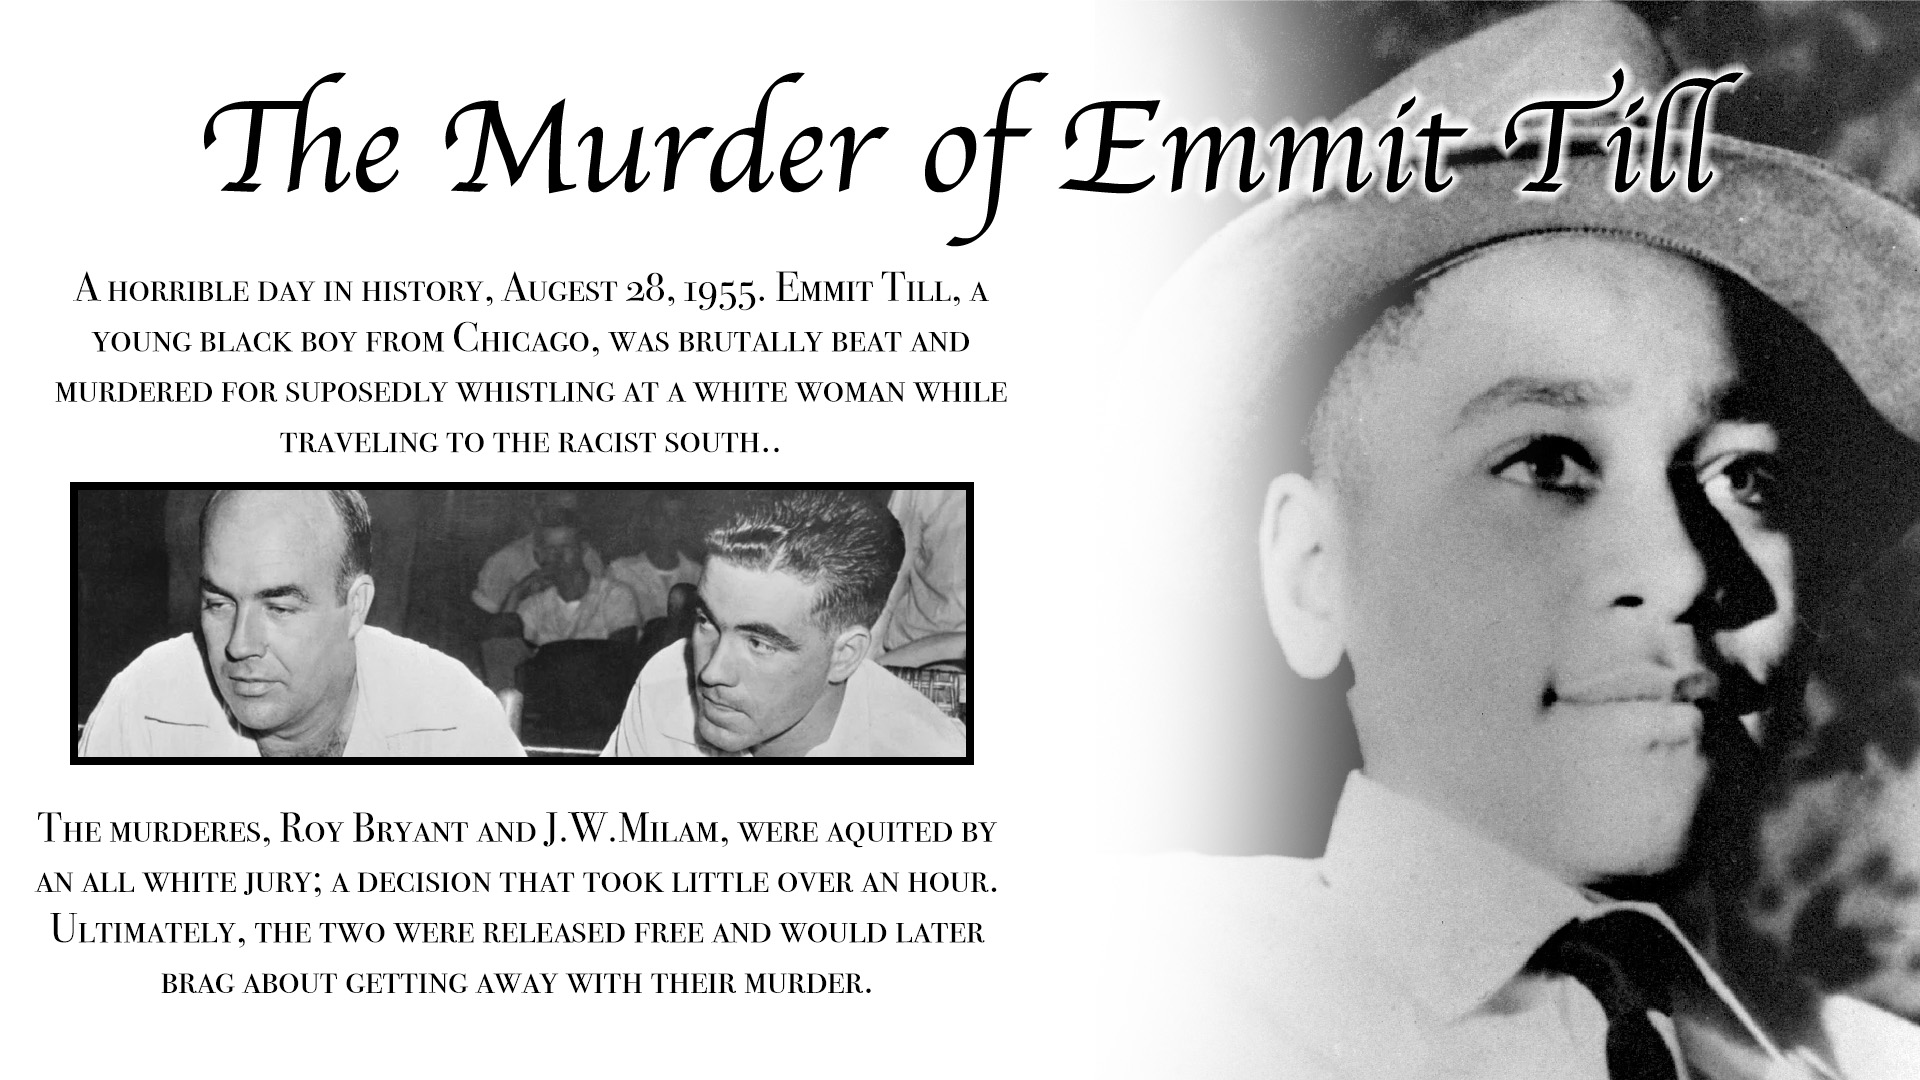 The Murder of Emmit Till
A horrible day in history, Augest 28, 1955. Emmit Till, a
young black boy from Chicago, was brutally beat and
murdered for suposedly whistling at a white woman while
traveling to the racist south..
The murderes, Roy Bryant and J.W.Milam, were aquited by
an all white jury; a decision that took little over an hour.
Ultimately, the two were released free and would later
brag about getting away with their murder.